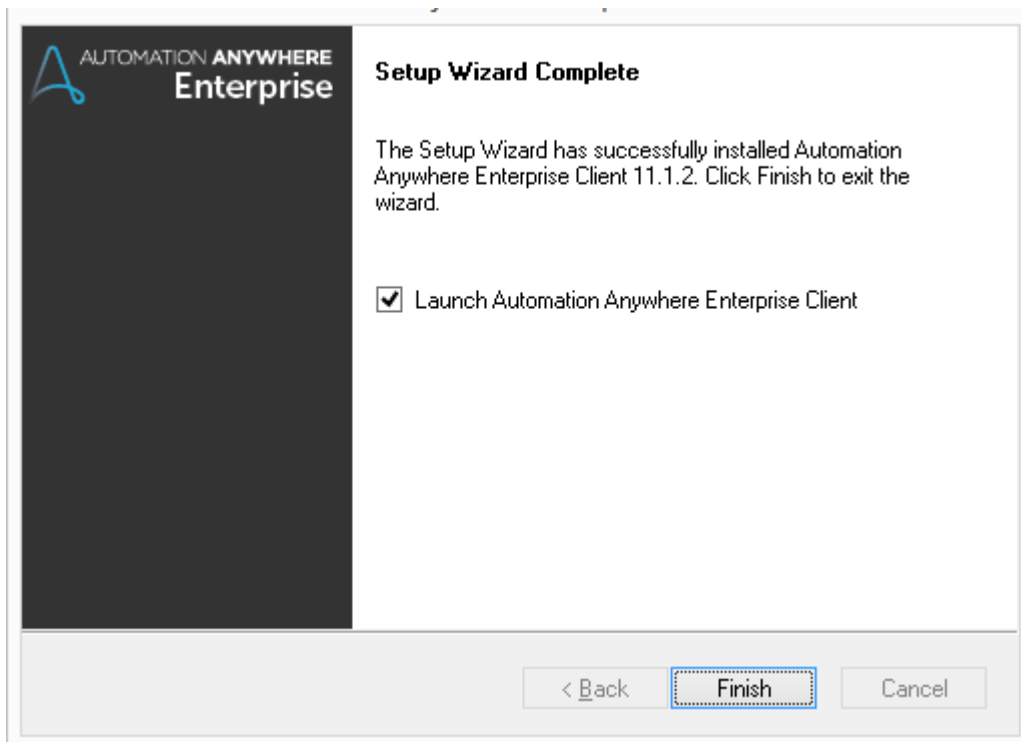 AUTOMATION ANYWHERE
Enterprise
Setup Wizard Complete
The Setup Wizard has successfully installed Automation
Anywhere Enterprise Client 11.1.2. Click Finish to exit the
wizard.
Launch Automation Anywhere Enterprise Client
< Back
Finish
Cancel